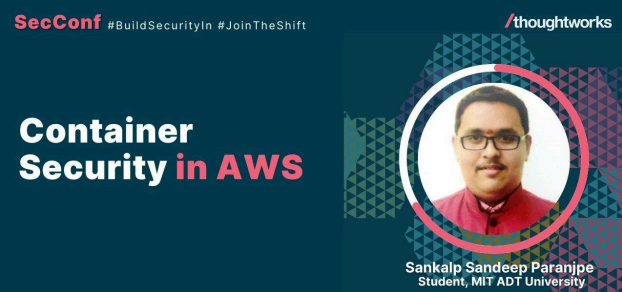 SecConf #BuildSecurityIn #JoinTheShift
/thoughtworks
Container
Security in AWS
Sankalp Sandeep Paranjpe
Student, MIT ADT University